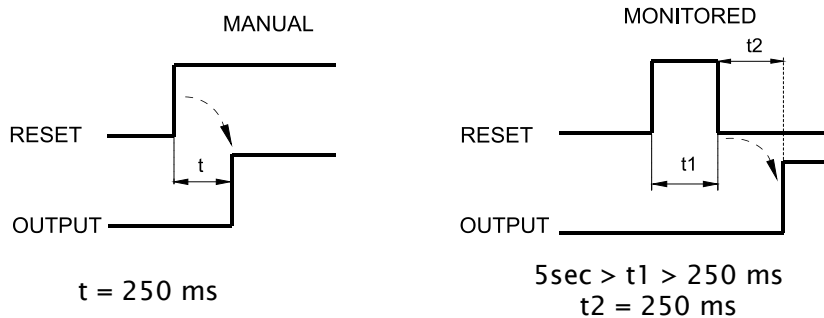 MANUAL
RESET
t
OUTPUT
t = 250 ms
MONITORED
t2
RESET
t1
OUTPUT
5sec > t1 > 250 ms
t2 = 250 ms